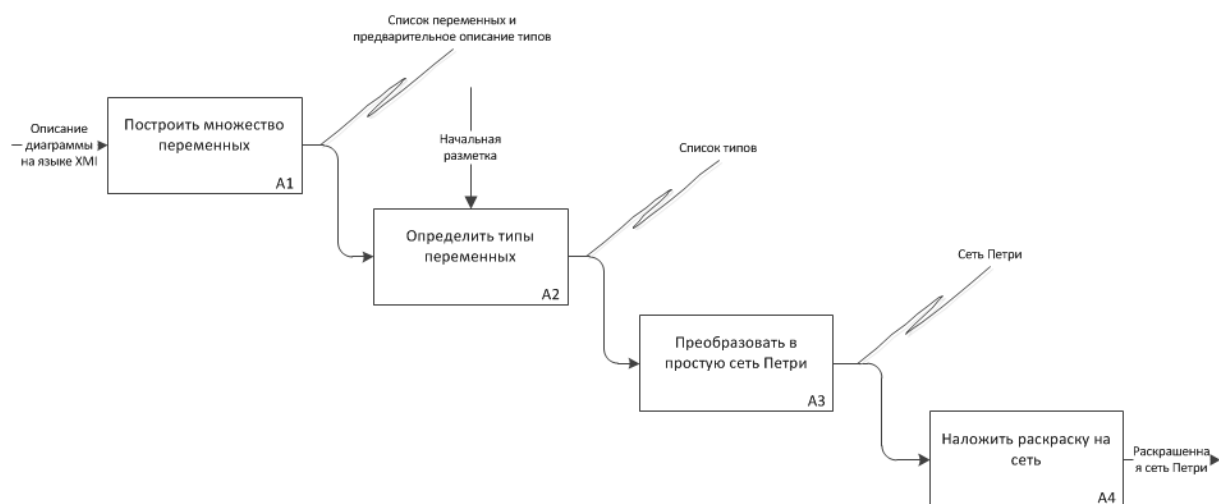 Список переменных и
предварительное описание типов
Описание
диаграммы
на языке XMI
Построить множество
переменных
A1
Начальная
разметка
Список типов
Определить типы
переменных
A2
Сеть Петри
Преобразовать в
простую сеть Петри
A3
Наложить раскраску на
сеть
A4
Раскрашенна
я сеть Петри